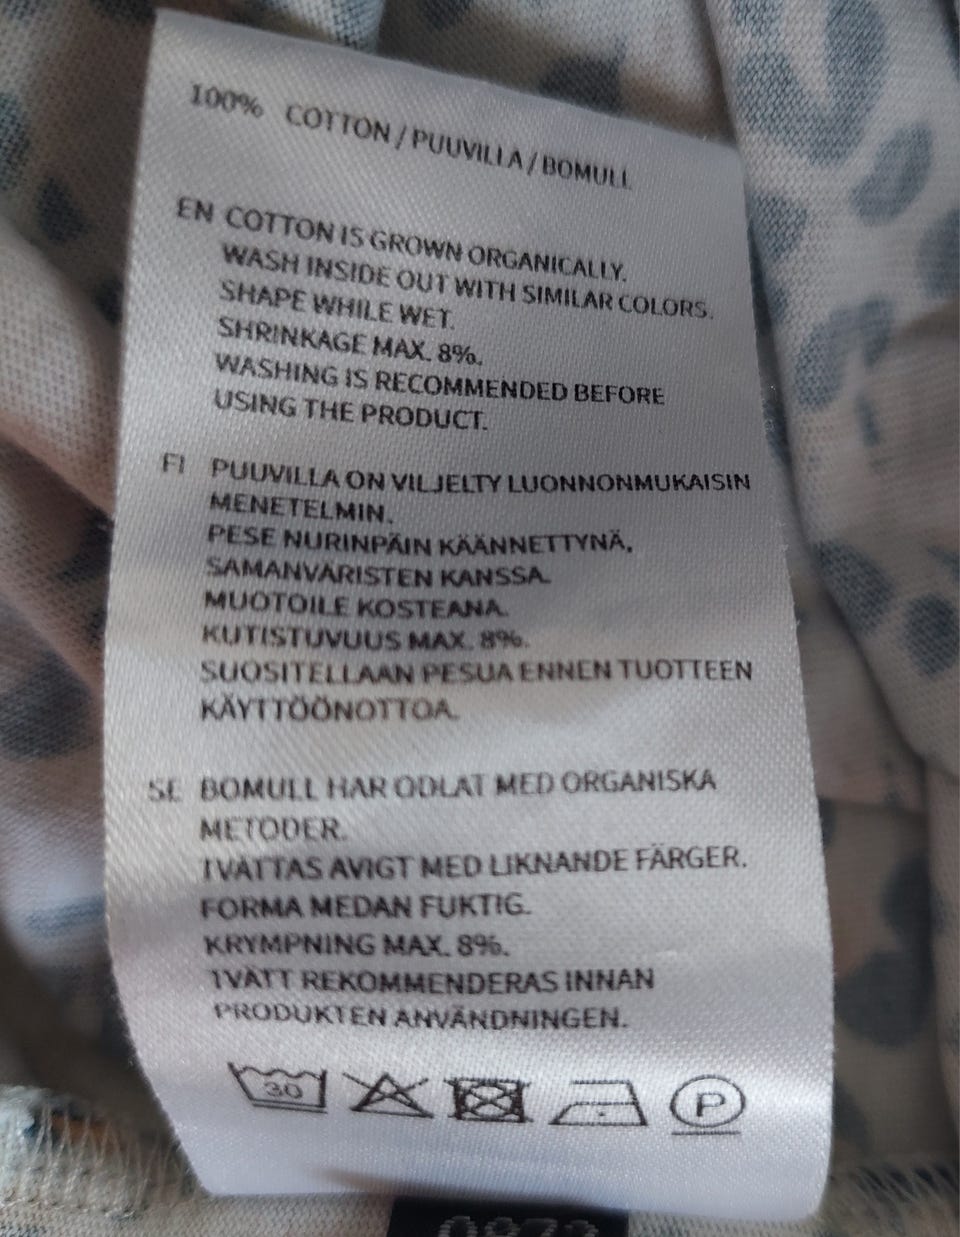 100% COTTON / PUUVILLA / BOMULL
EN COTTON IS GROWN ORGANICALLY.
WASH INSIDE OUT WITH SIMILAR COLORS.
SHAPE WHILE WET.
SHRINKAGE MAX. 8%.
WASHING IS RECOMMENDED BEFORE
USING THE PRODUCT.
FI PUUVILLA ON VILJELTY LUONNONMUKAISIN
MENETELMIN.
PESE NURINPÄIN KÄÄNNETTYNÄ,
SAMANVÄRISTEN KANSSA.
MUOTOILE KOSTEANA.
KUTISTUVUUS MAX. 8%.
SUOSITELLAAN PESUA ENNEN TUOTTEEN
KÄYTTÖÖNOTTOA.
SE BOMULL HAR ODLAT MED ORGANISKA
METODER.
TVÄTTAS AVIGT MED LIKNANDE FÄRGER.
FORMA MEDAN FUKTIG.
KRYMPNING MAX. 8%.
TVÄTT REKOMMENDERAS INNAN
PRODUKTEN ANVÄNDNINGEN.
30 P